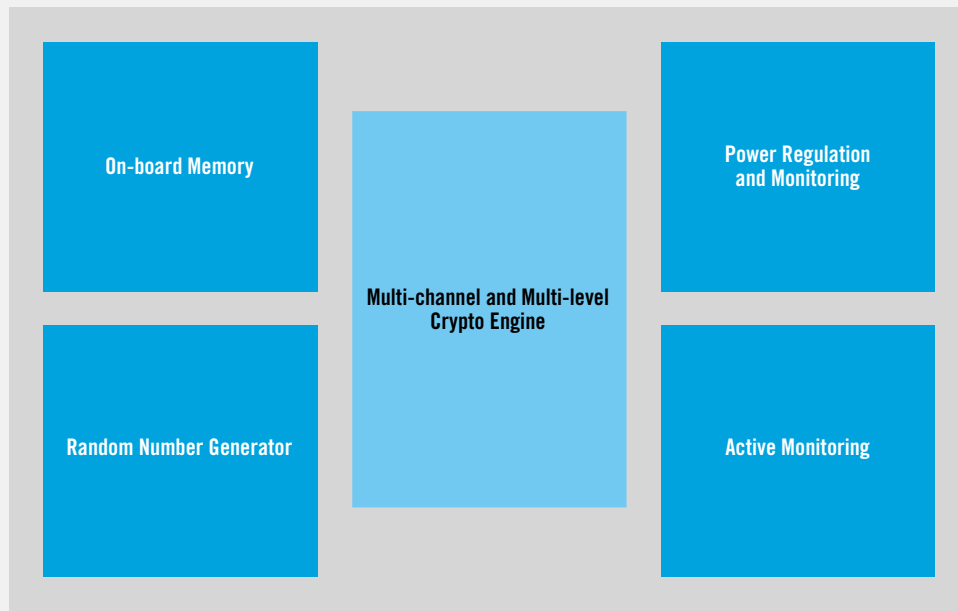 On-board Memory
Power Regulation
and Monitoring
Multi-channel and Multi-level
Crypto Engine
Random Number Generator
Active Monitoring